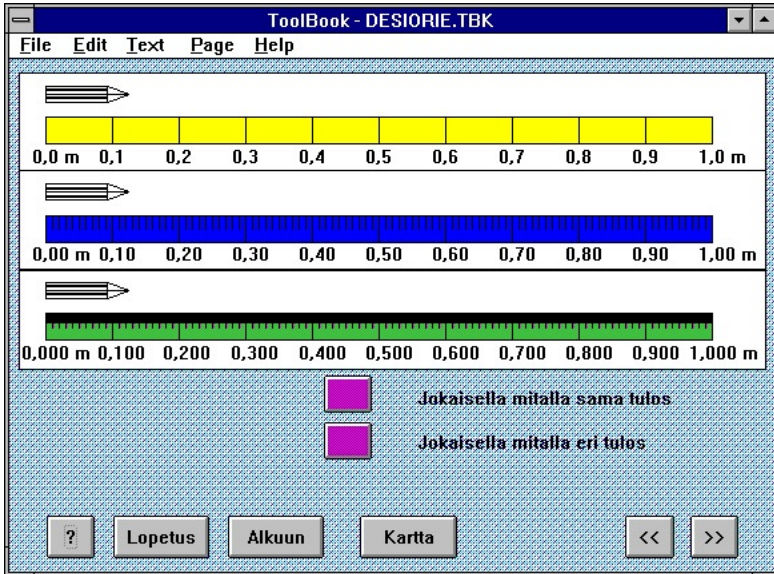 ToolBook - DESIORIE.TBK
File Edit Text Page Help
0,0 m 0,1 0,2 0,3 0,4 0,5 0,6 0,7 0,8 0,9 1,0 m
0,00 m 0,10 0,20 0,30 0,40 0,50 0,60 0,70 0,80 0,90 1,00 m
0,000 m 0,100 0,200 0,300 0,400 0,500 0,600 0,700 0,800 0,900 1,000 m
Jokaisella mitalla sama tulos
Jokaisella mitalla eri tulos
? Lopetus Alkuun Kartta << >>